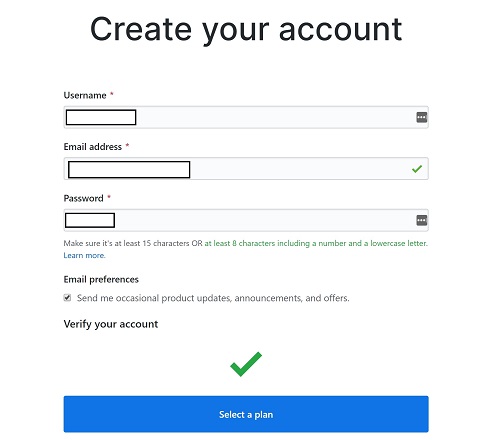 Create your account
Username *
Email address *
Password *
Make sure it's at least 15 characters OR at least 8 characters including a number and a lowercase letter.
Learn more.
Email preferences
Send me occasional product updates, announcements, and offers.
Verify your account
Select a plan